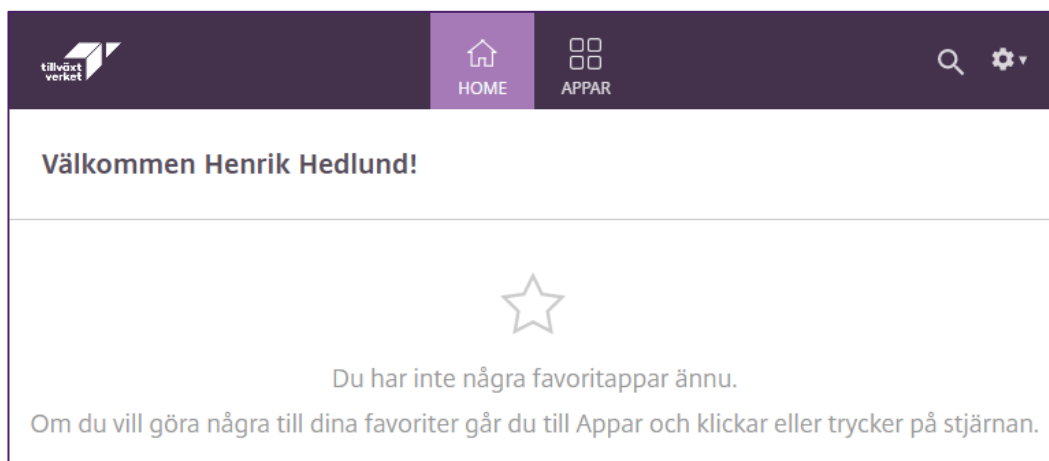 tillväxt
verket
HOME
APPAR
Välkommen Henrik Hedlund!
Du har inte några favoritappar ännu.
Om du vill göra några till dina favoriter går du till Appar och klickar eller trycker på stjärnan.